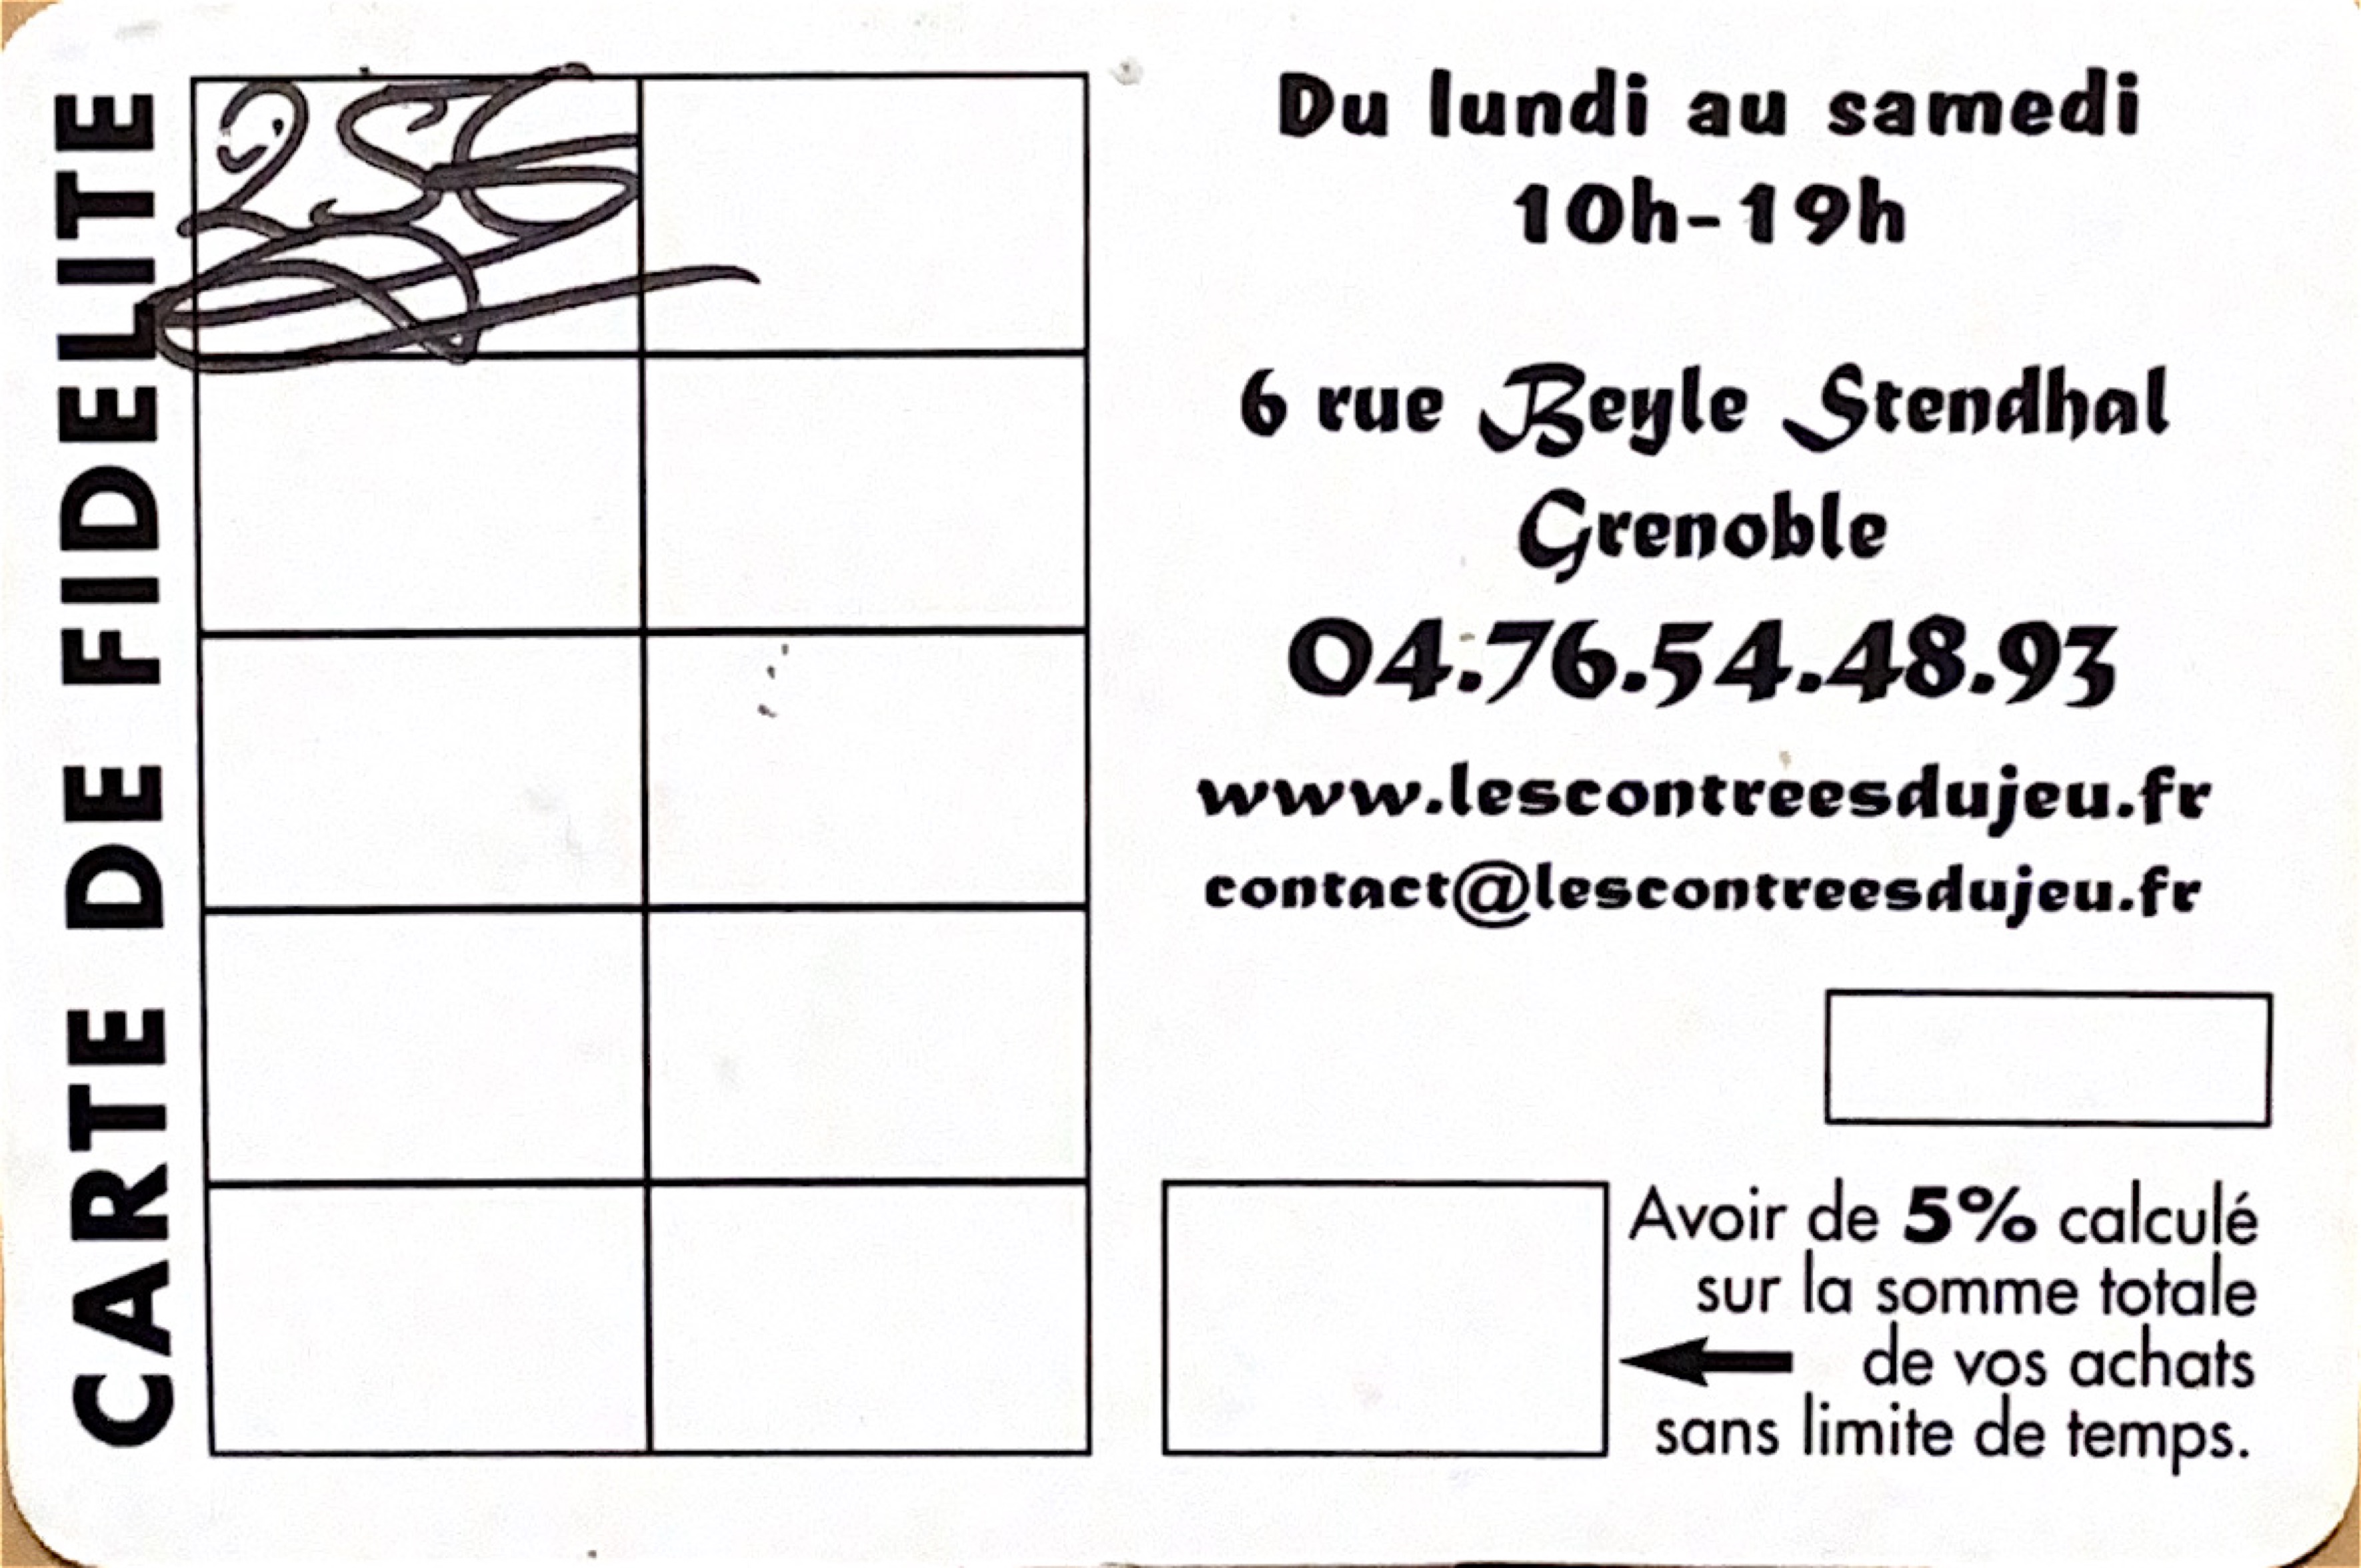 CARTE DE FIDELITE
25€
Du lundi au samedi
10h-19h
6 rue Beyle Stendhal
Grenoble
04.76.54.48.93
www.lescontreesdujeu.fr
contact@lescontreesdujeu.fr
Avoir de 5% calculé
sur la somme totale
de vos achats
sans limite de temps.